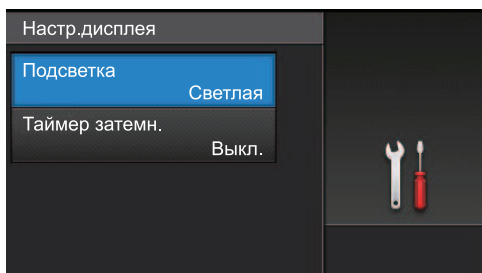 Настр.дисплея
Подсветка
Светлая
Таймер затемн.
Выкл.